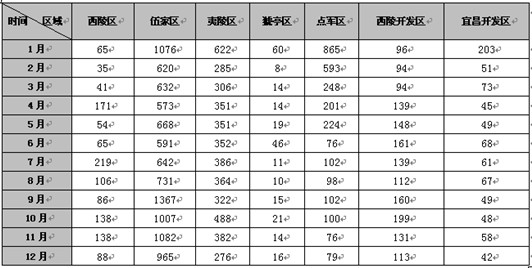 时间 区域 西陵区 伍家区 夷陵区 猇亭区 点军区 西陵开发区 宜昌开发区
1月 65 1076 622 60 865 96 203
2月 35 620 285 8 593 94 51
3月 41 632 306 14 248 94 73
4月 171 573 351 14 201 139 45
5月 54 668 351 19 224 148 49
6月 65 591 352 46 76 161 68
7月 219 642 386 11 102 139 61
8月 106 731 364 10 98 112 67
9月 86 1367 322 15 102 160 49
10月 138 1007 488 21 100 199 48
11月 138 1082 382 14 76 131 58
12月 88 965 276 16 79 113 42